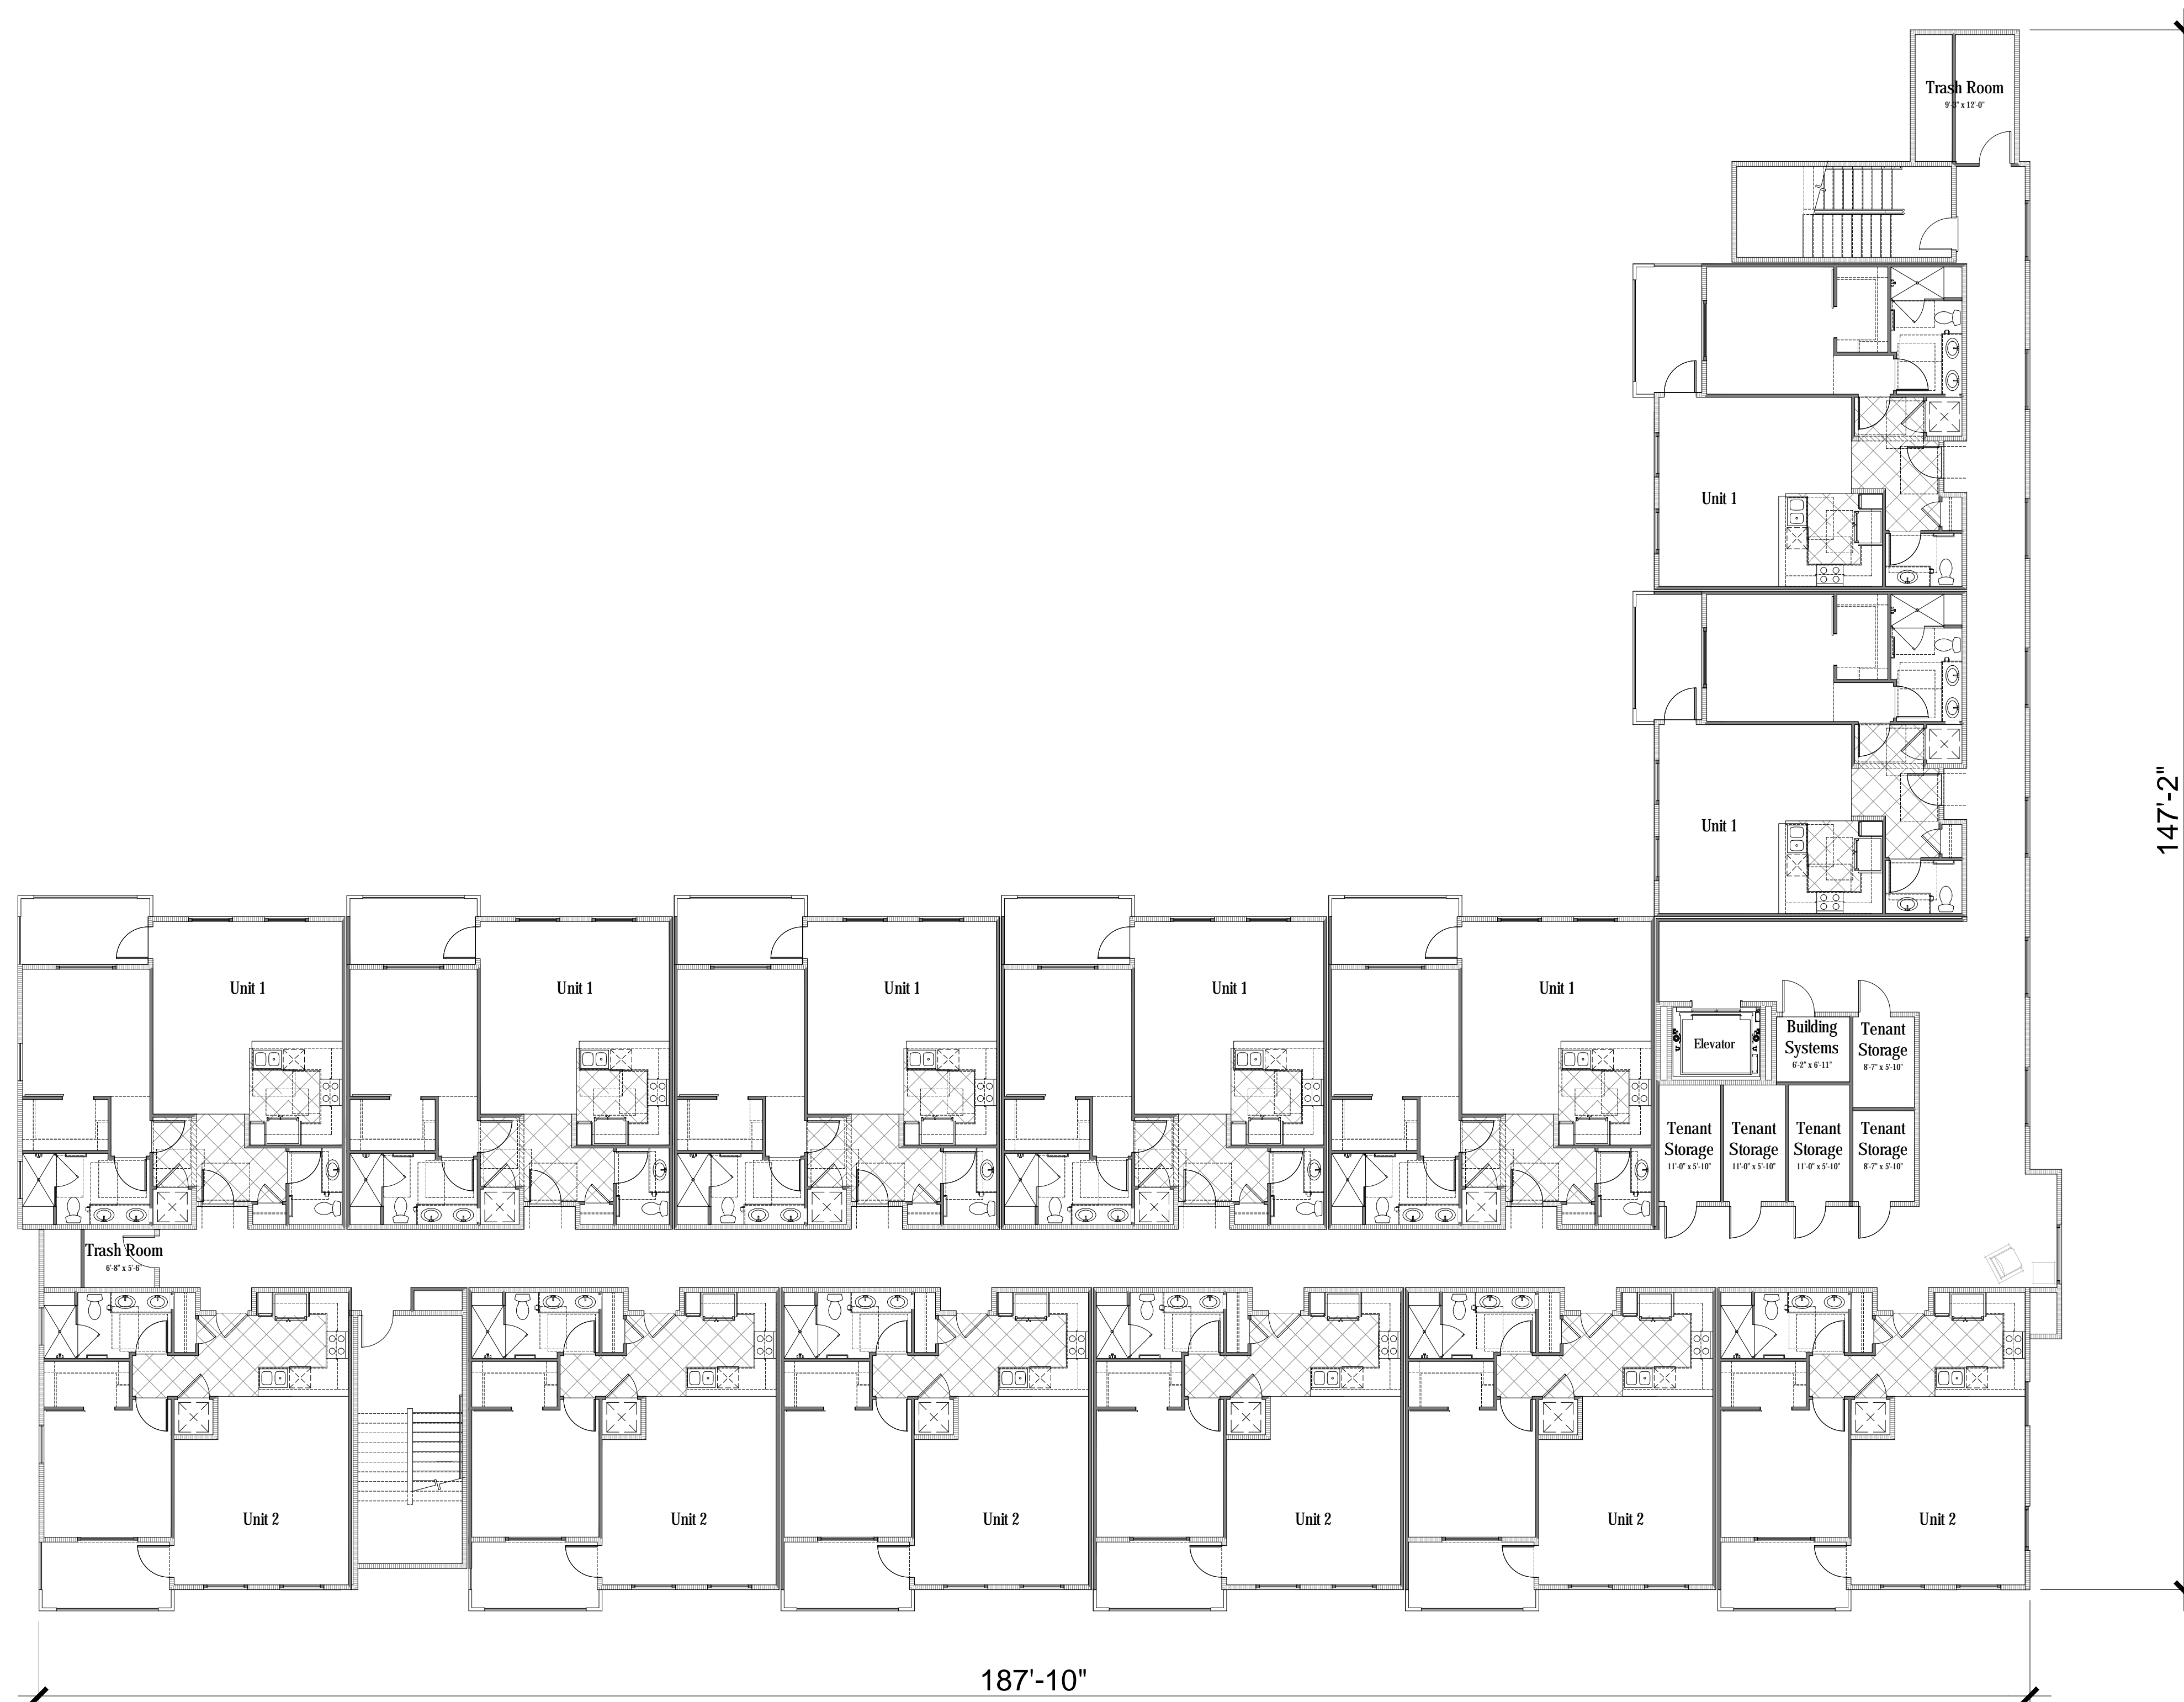 Trash Room
9'-3" x 12'-0"
Unit 1
147'-2"
Unit 1
Unit 1
Unit 1
Unit 1
Unit 1
Unit 1
Elevator
Building
Systems
6'-2" x 6'-11"
Tenant
Storage
8'-7" x 5'-10"
Tenant
Storage
11'-0" x 5'-10"
Tenant
Storage
11'-0" x 5'-10"
Tenant
Storage
11'-0" x 5'-10"
Tenant
Storage
8'-7" x 5'-10"
Trash Room
6'-8" x 5'-6"
Unit 2
Unit 2
Unit 2
Unit 2
Unit 2
Unit 2
187'-10"